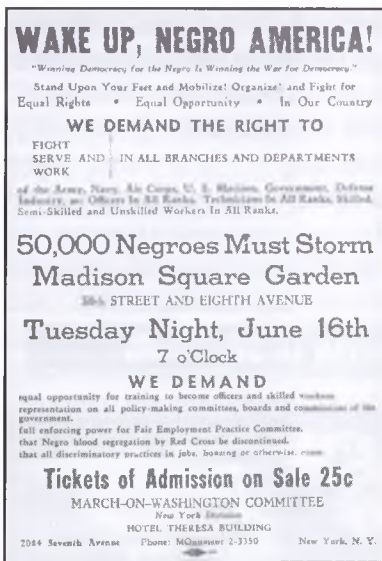 WAKE UP, NEGRO AMERICA!
"Winning Democracy for the Negro Is Winning the War for Democracy."
Stand Upon Your Feet and Mobilize! Organize! and Fight for
Equal Rights • Equal Opportunity • In Our Country
WE DEMAND THE RIGHT TO
FIGHT
SERVE AND IN ALL BRANCHES AND DEPARTMENTS
WORK
of the Army, Navy, Air Corps, U. S. Marines, Government, Defense
Industry, as Officers In All Ranks, Technicians In All Ranks, Skilled,
Semi-Skilled and Unskilled Workers In All Ranks.
50,000 Negroes Must Storm
Madison Square Garden
STREET AND EIGHTH AVENUE
Tuesday Night, June 16th
7 o'Clock
WE DEMAND
equal opportunity for training to become officers and skilled
representation on all policy-making committees, boards and of the
government.
full enforcing power for Fair Employment Practice Committee.
that Negro blood segregation by Red Cross be discontinued.
that all discriminatory practices in jobs, housing or otherwise,
Tickets of Admission on Sale 25c
MARCH-ON-WASHINGTON COMMITTEE
New York
HOTEL THERESA BUILDING
2084 Seventh Avenue Phone: MOnument 2-3350 New York, N. Y.